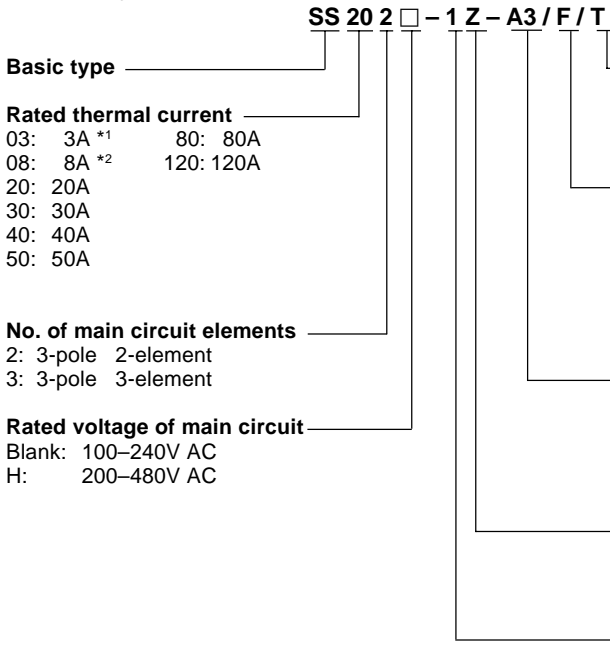 SS 20 2 □ – 1 Z – A3 / F / T
Basic type
Rated thermal current
03: 3A *1 80: 80A
08: 8A *2 120: 120A
20: 20A
30: 30A
40: 40A
50: 50A
No. of main circuit elements
2: 3-pole 2-element
3: 3-pole 3-element
Rated voltage of main circuit
Blank: 100–240V AC
H: 200–480V AC